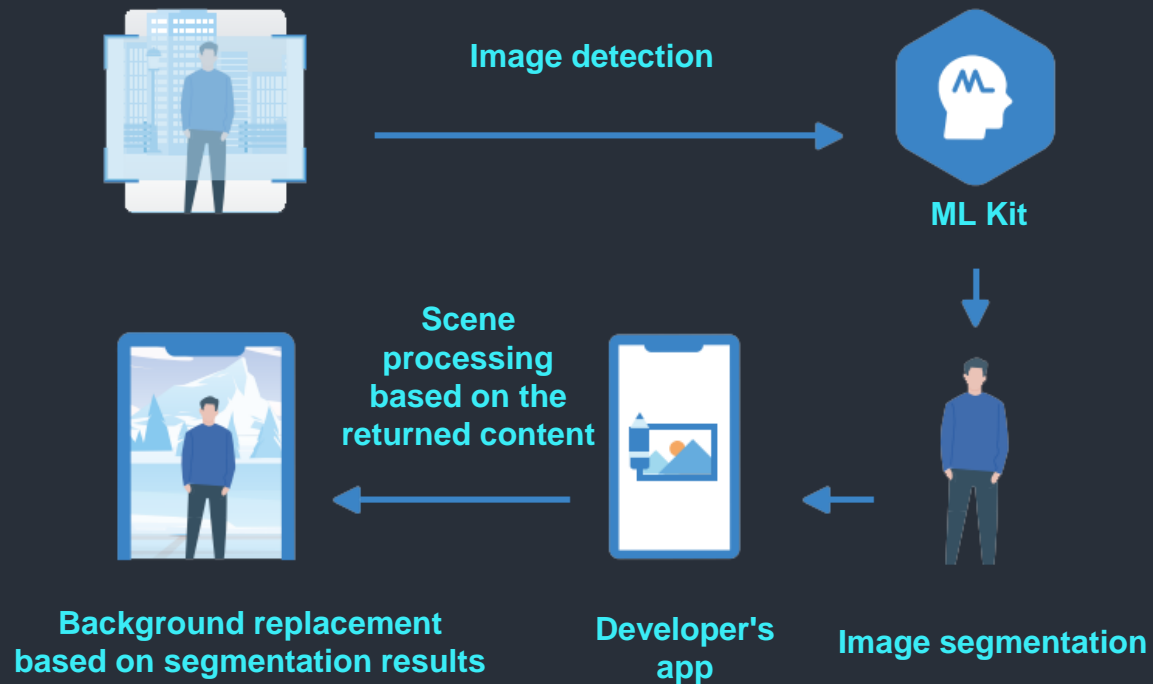 Image detection
ML Kit
Scene
processing
based on the
returned content
Background replacement
based on segmentation results
Developer's
app
Image segmentation